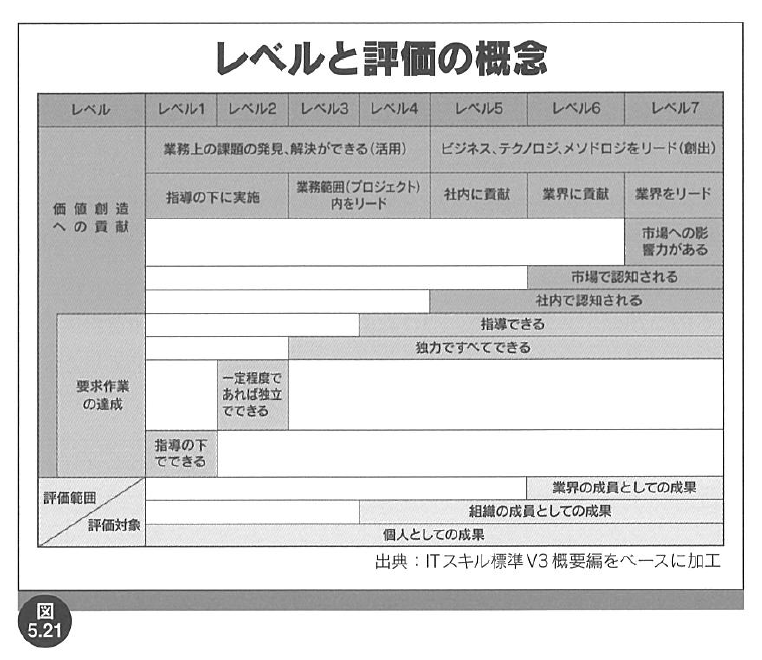 レベルと評価の概念
レベル レベル1 レベル2 レベル3 レベル4 レベル5 レベル6 レベル7
価値創造
への貢献
業務上の課題の発見、解決ができる(活用) ビジネス、テクノロジ、メソドロジをリード(創出)
指導の下に実施
業務範囲(プロジェクト)
内をリード
社内に貢献 業界に貢献 業界をリード
市場への影
響力がある
市場で認知される
社内で認知される
要求作業
の達成
指導できる
独力ですべてできる
一定程度で
あれば独立
でできる
指導の下
でできる
評価範囲
評価対象
業界の成員としての成果
組織の成員としての成果
個人としての成果
出典:ITスキル標準V3概要編をベースに加工
図
5.21